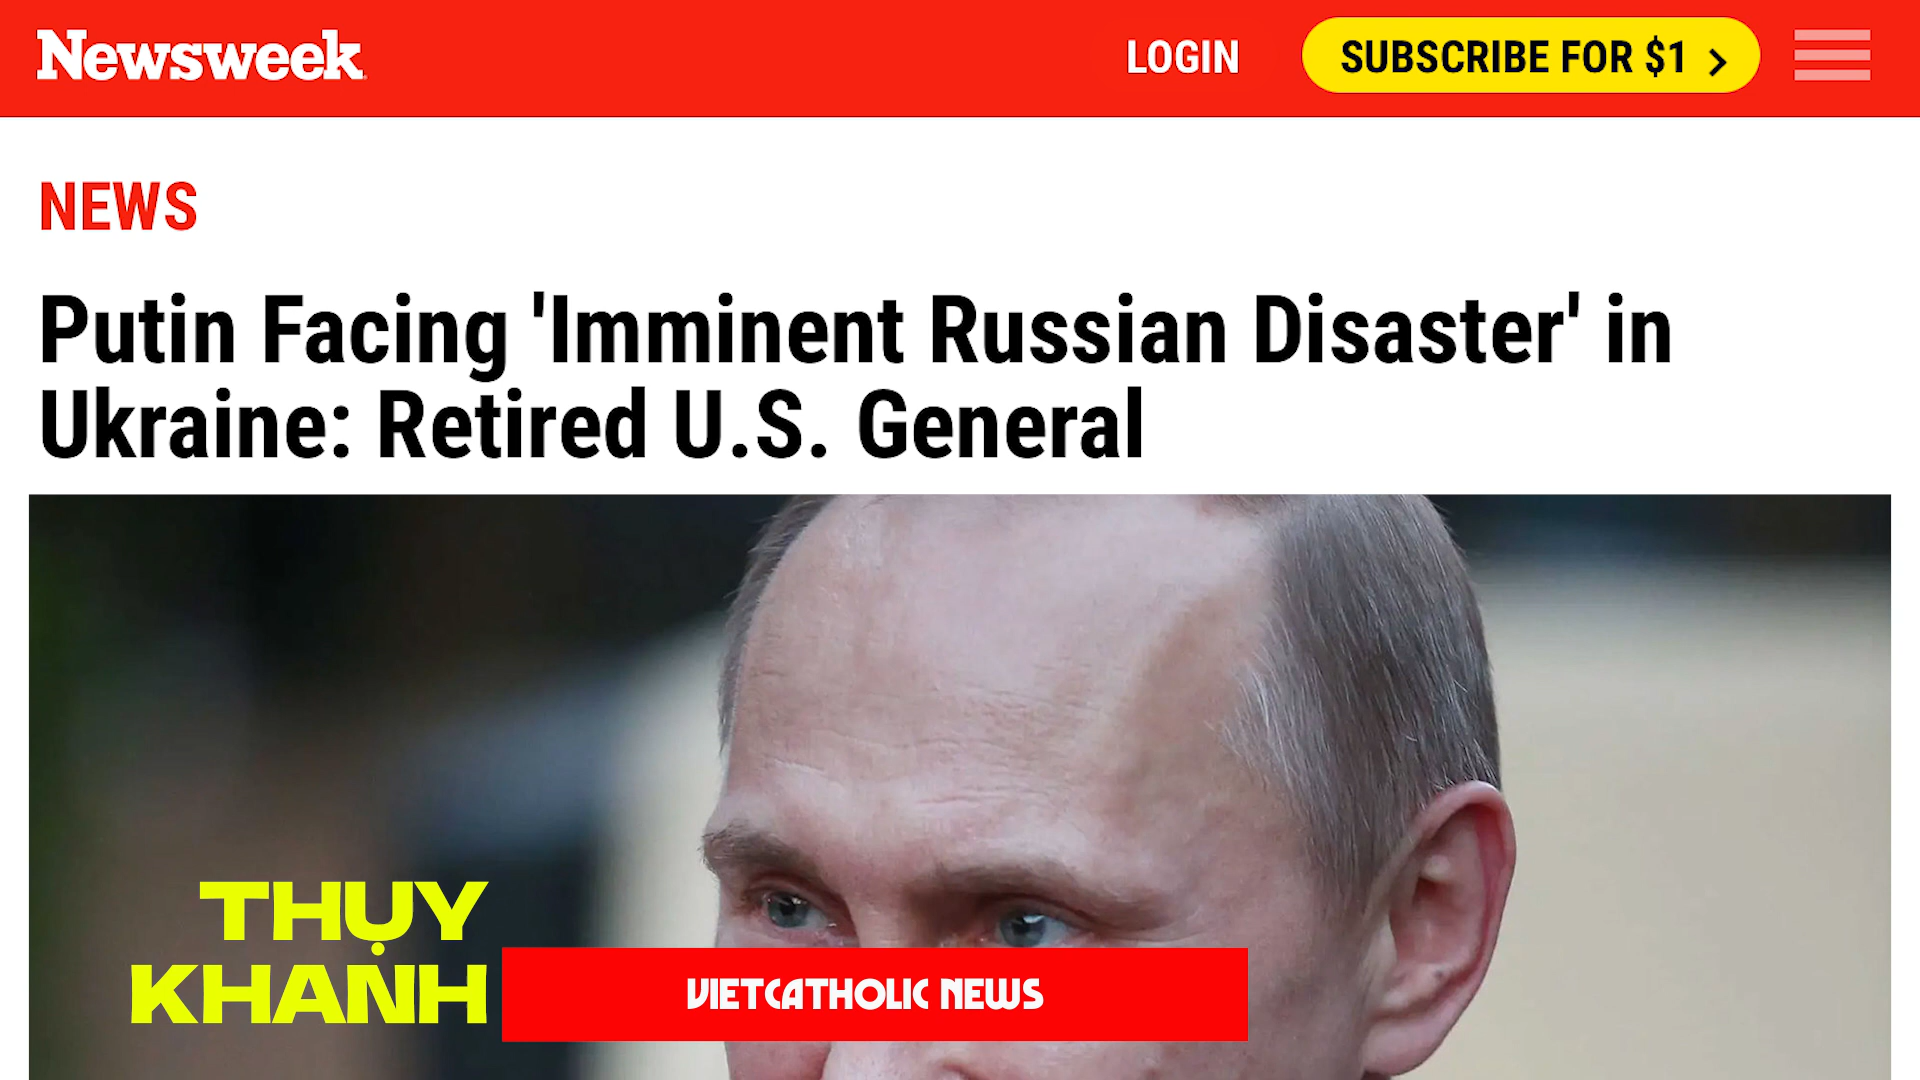 Newsweek
LOGIN
SUBSCRIBE FOR $1 >
NEWS
Putin Facing 'Imminent Russian Disaster' in
Ukraine: Retired U.S. General
THỤY
KHANH
VIETCATHOLIC NEWS